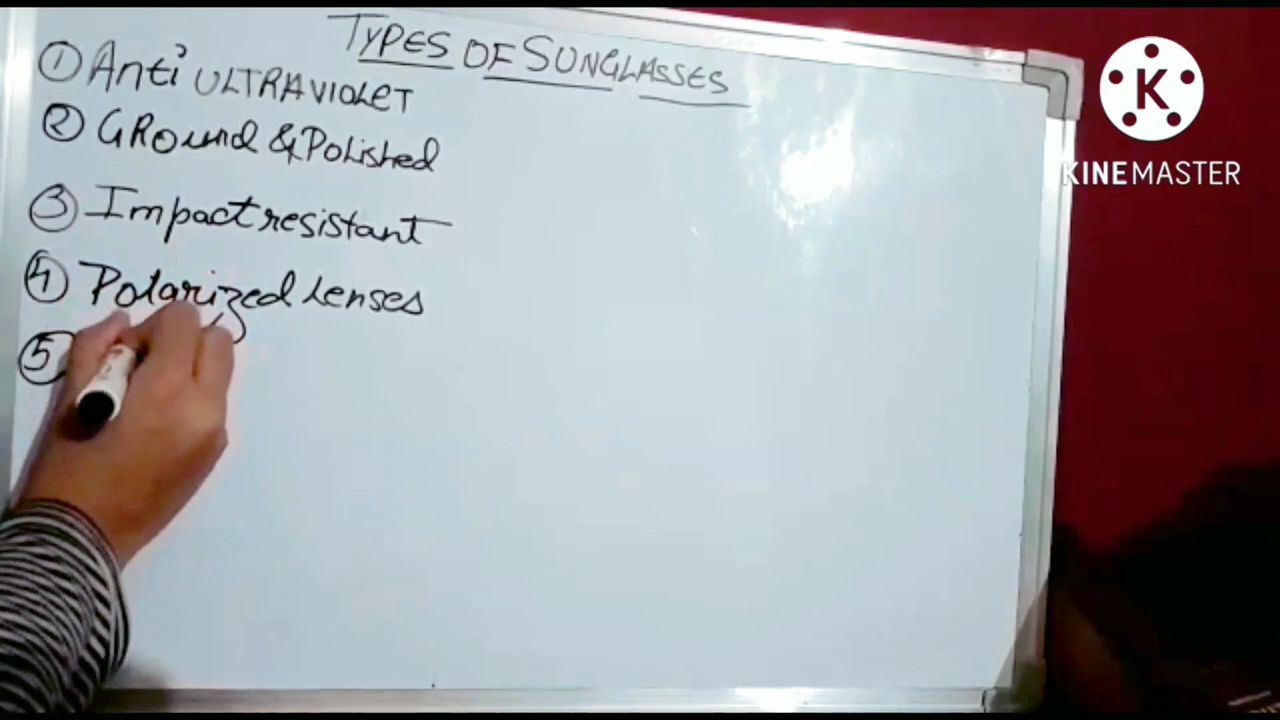 TYPES OF SUNGLASSES
① Anti ULTRAVIOLET
② GRound & Polished
③ Impact resistant
④ Polarized lenses
⑤
K
KINEMASTER